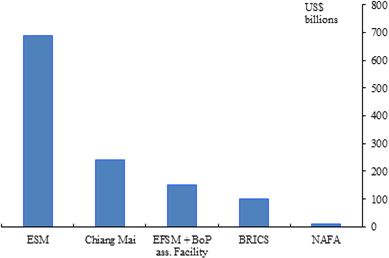 US$
billions
800
700
600
500
400
300
200
100
0
ESM
Chiang Mai
EFSM + BoP
ass. Facility
BRICS
NAFA